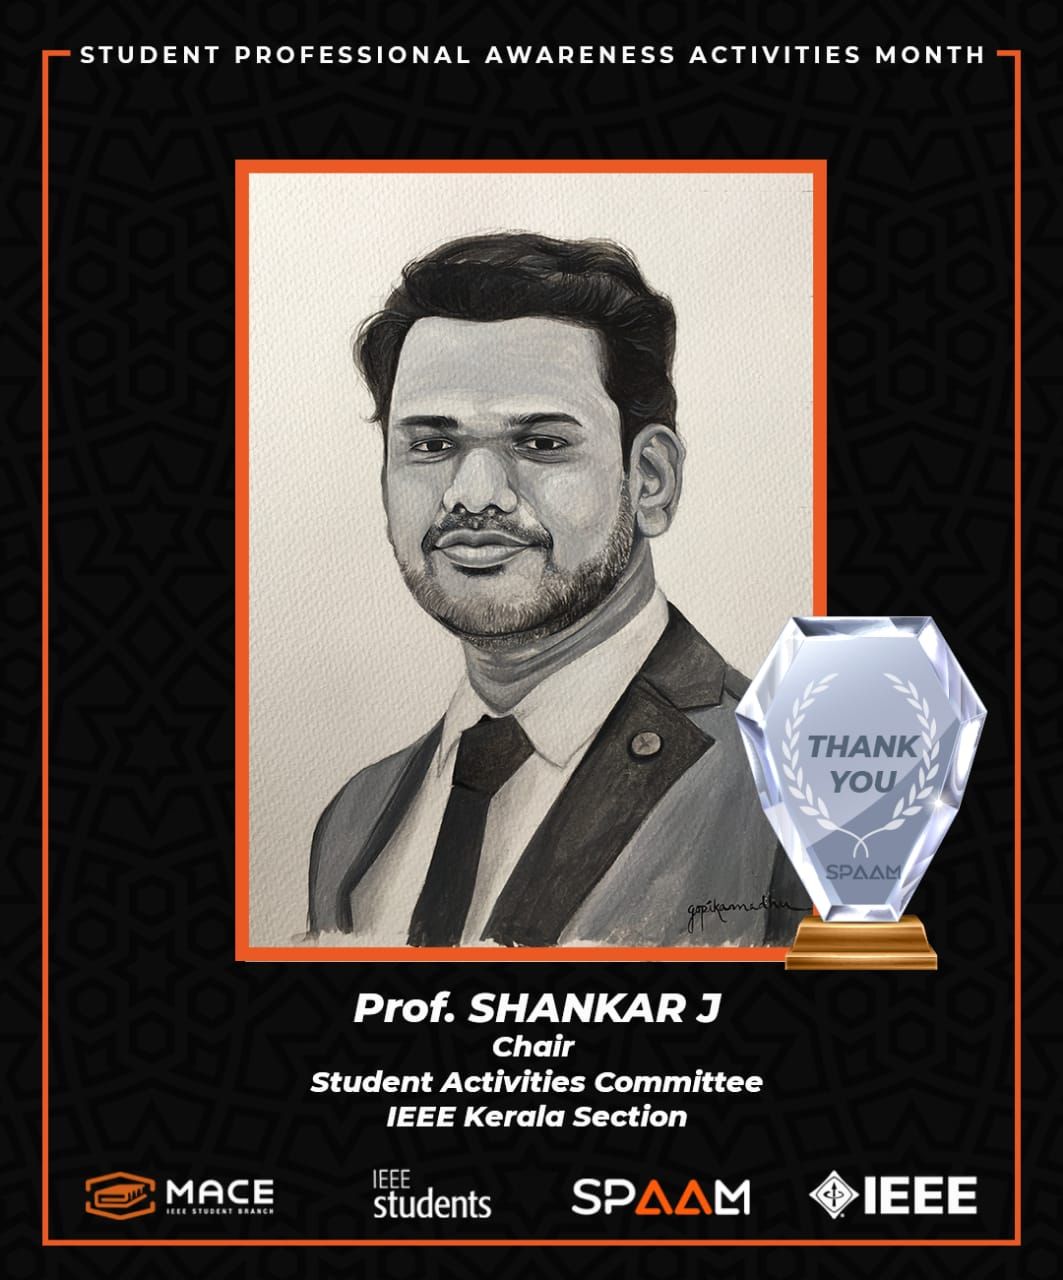 STUDENT PROFESSIONAL AWARENESS ACTIVITIES MONTH
THANK
YOU
SPAAM
gopikamadhu
Prof. SHANKAR J
Chair
Student Activities Committee
IEEE Kerala Section
MACE
IEEE STUDENT BRANCH
IEEE
students
SPAAM
IEEE